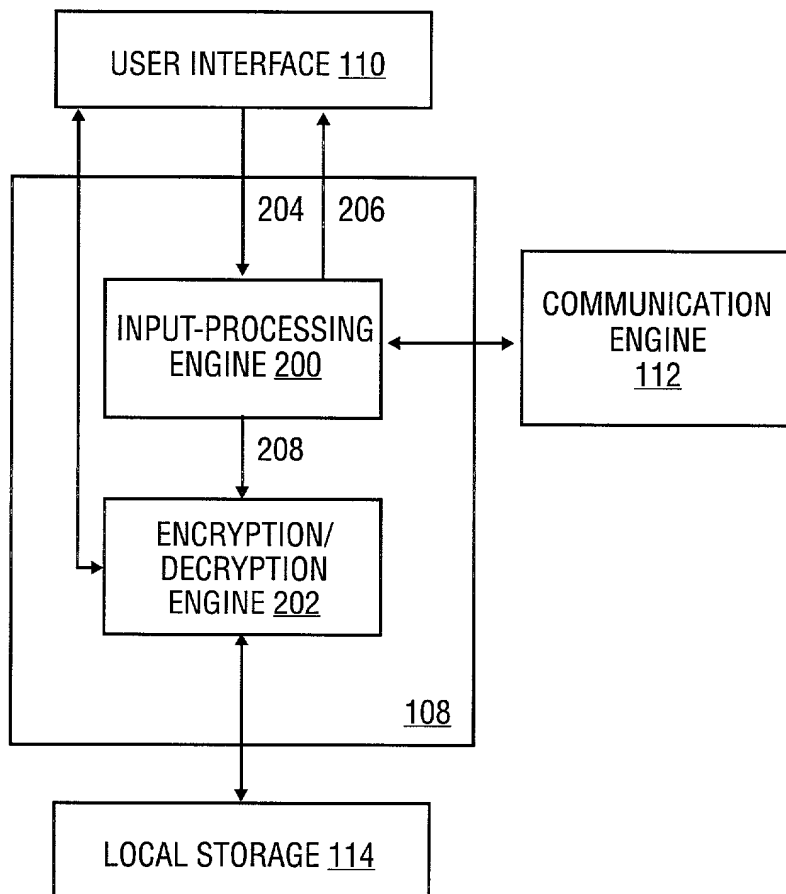 USER INTERFACE 110
204
206
INPUT-PROCESSING
ENGINE 200
COMMUNICATION
ENGINE
112
208
ENCRYPTION/
DECRYPTION
ENGINE 202
108
LOCAL STORAGE 114